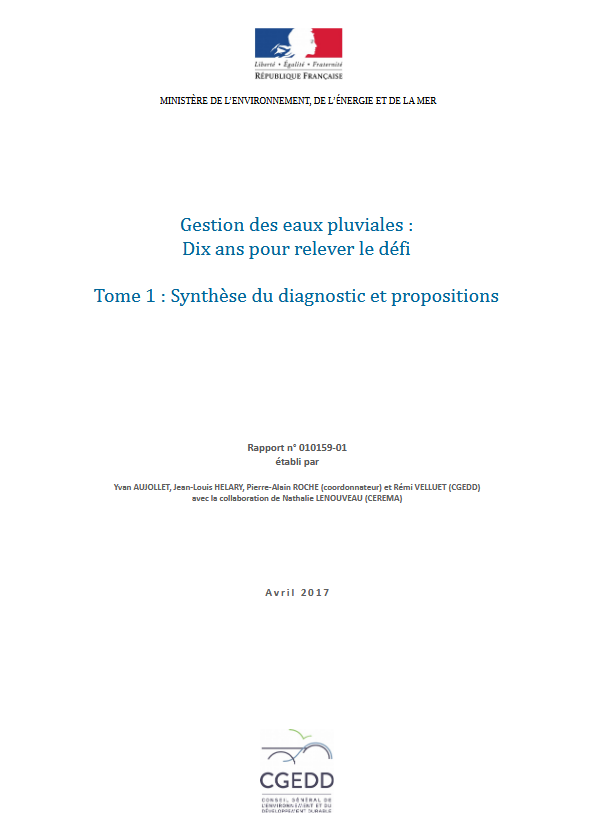 Liberté • Égalité • Fraternité
RÉPUBLIQUE FRANÇAISE
MINISTÈRE DE L'ENVIRONNEMENT, DE L'ÉNERGIE ET DE LA MER
Gestion des eaux pluviales :
Dix ans pour relever le défi
Tome 1 : Synthèse du diagnostic et propositions
Rapport n° 010159-01
établi par
Yvan AUJOLLET, Jean-Louis HELARY, Pierre-Alain ROCHE (coordonnateur) et Rémi VELLUET (CGEDD)
avec la collaboration de Nathalie LENOUVEAU (CEREMA)
Avril 2017
CGEDD
CONSEIL GÉNÉRAL DE
L'ENVIRONNEMENT ET DU
DÉVELOPPEMENT DURABLE